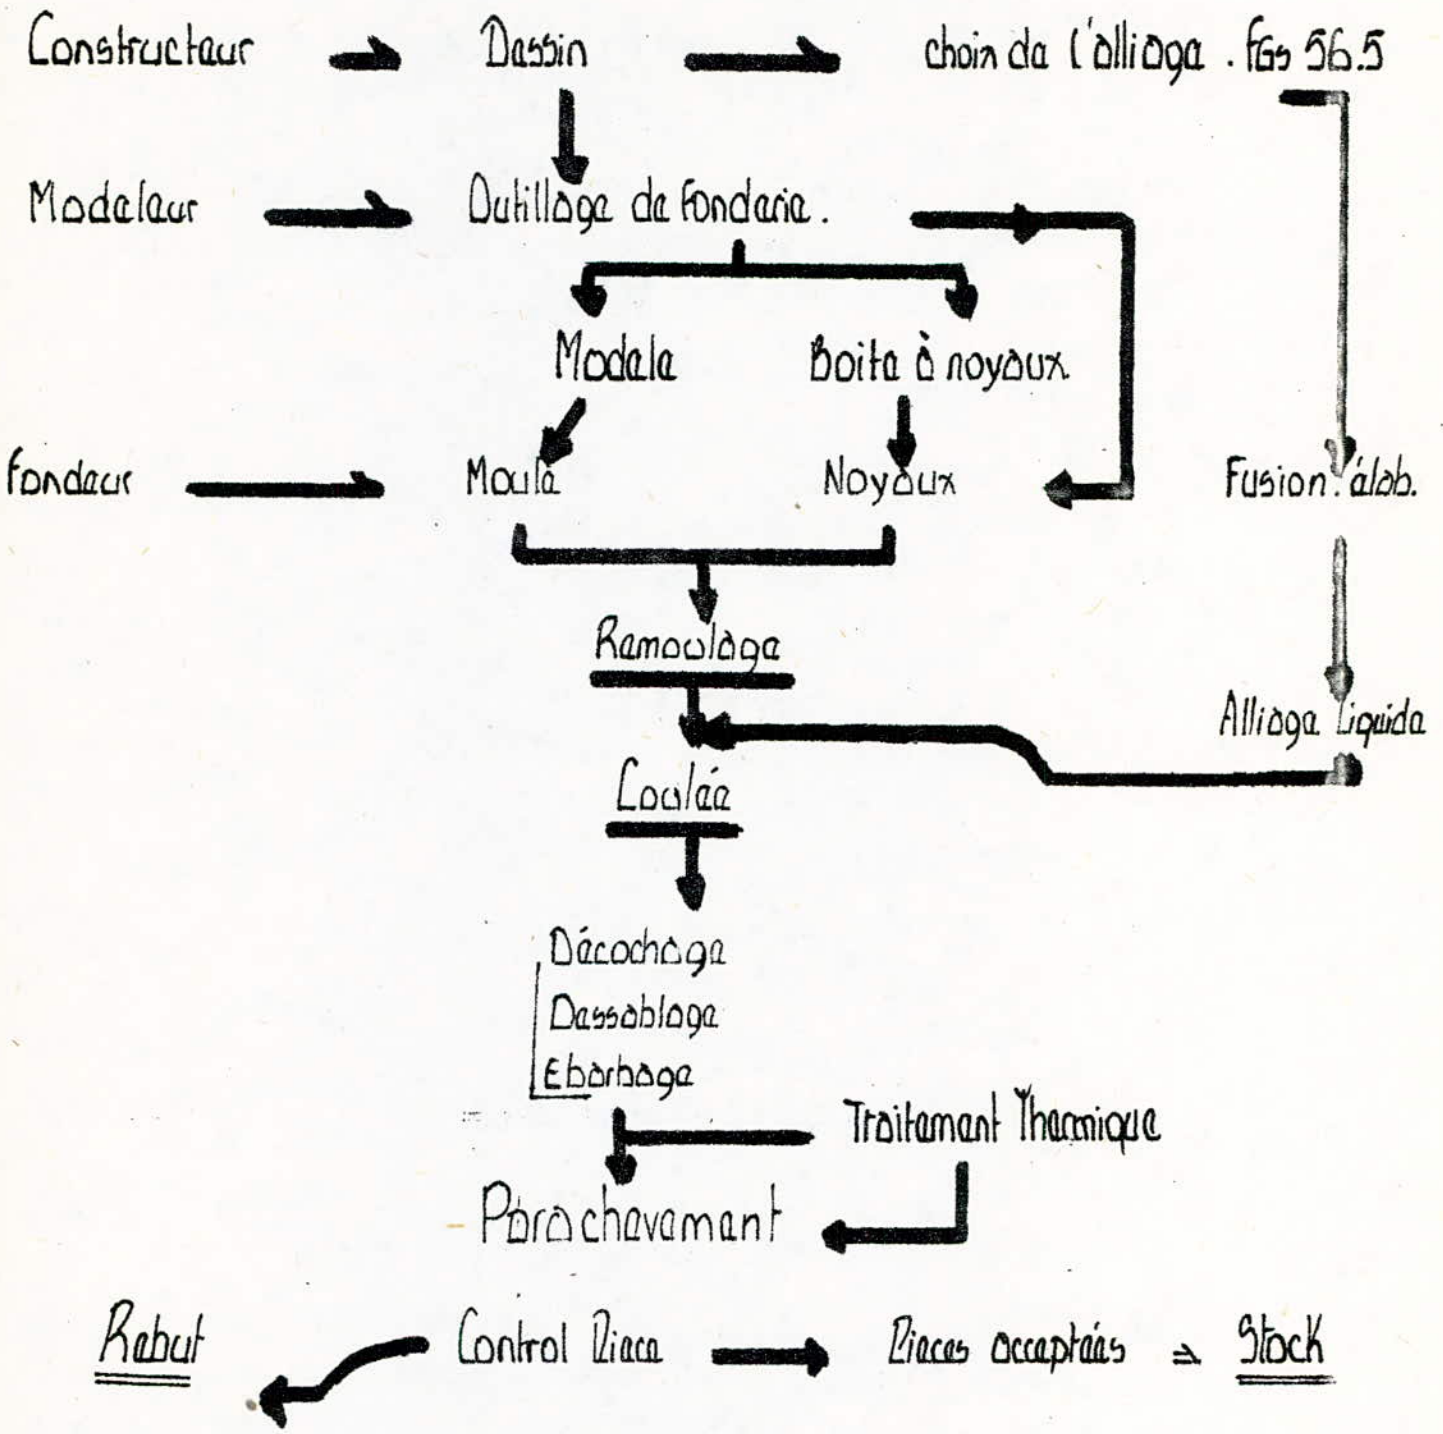 Constructeur Dessin choix de l'alliage . FGS 56.5
Modeleur Outillage de fonderie .
Modele Boite à noyaux
Fondeur Moule Noyaux Fusion. élab.
Remoulage
Alliage Liquide
Coulée
Décochage
Dessablage
Ebarbage
Traitement Thermique
Parachevement
Rebut Control Piece Pieces acceptées ⇒ Stock